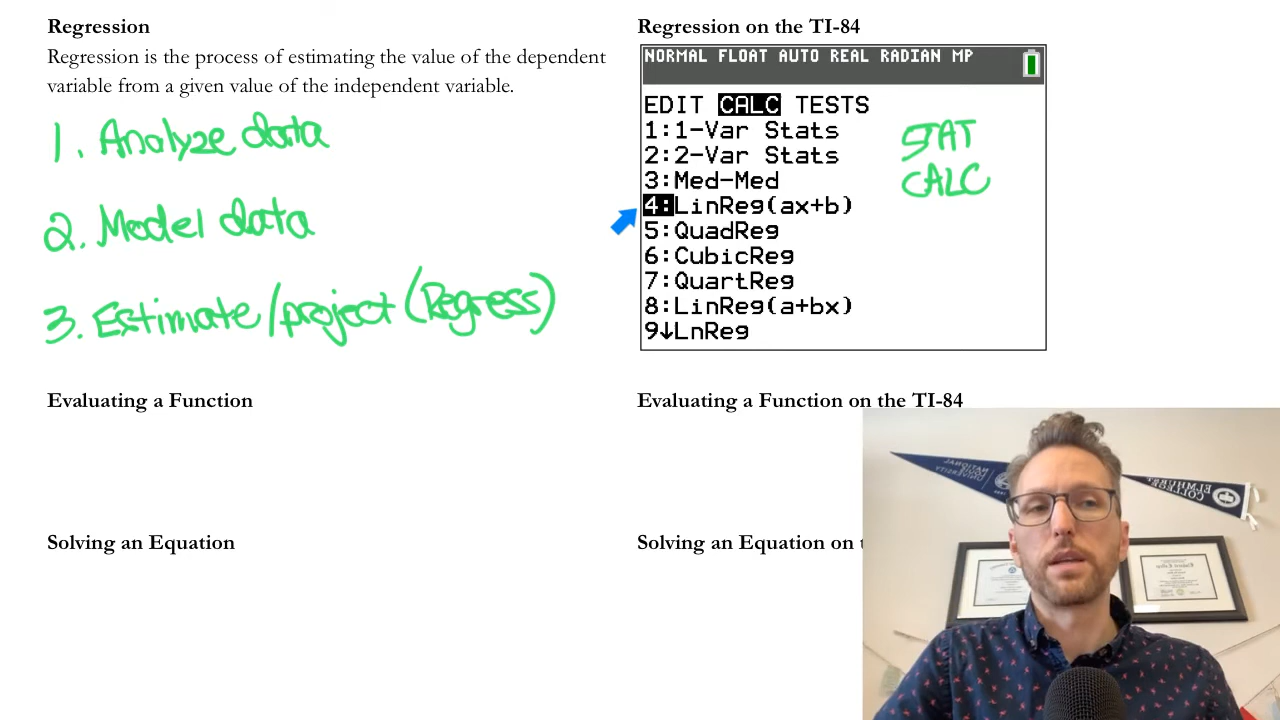 Regression
Regression is the process of estimating the value of the dependent
variable from a given value of the independent variable.
1. Analyze data
2. Model data
3. Estimate/project (Regress)
Regression on the TI-84
NORMAL FLOAT AUTO REAL RADIAN MP
EDIT CALC TESTS
1:1-Var Stats
2:2-Var Stats
3:Med-Med
4:LinReg(ax+b)
5:QuadReg
6:CubicReg
7:QuartReg
8:LinReg(a+bx)
9↓LnReg
STAT
CALC
Evaluating a Function
Evaluating a Function on the TI-84
Solving an Equation
Solving an Equation on
NATIONAL
UNIVERSITY
ELMHURST
COLLEGE